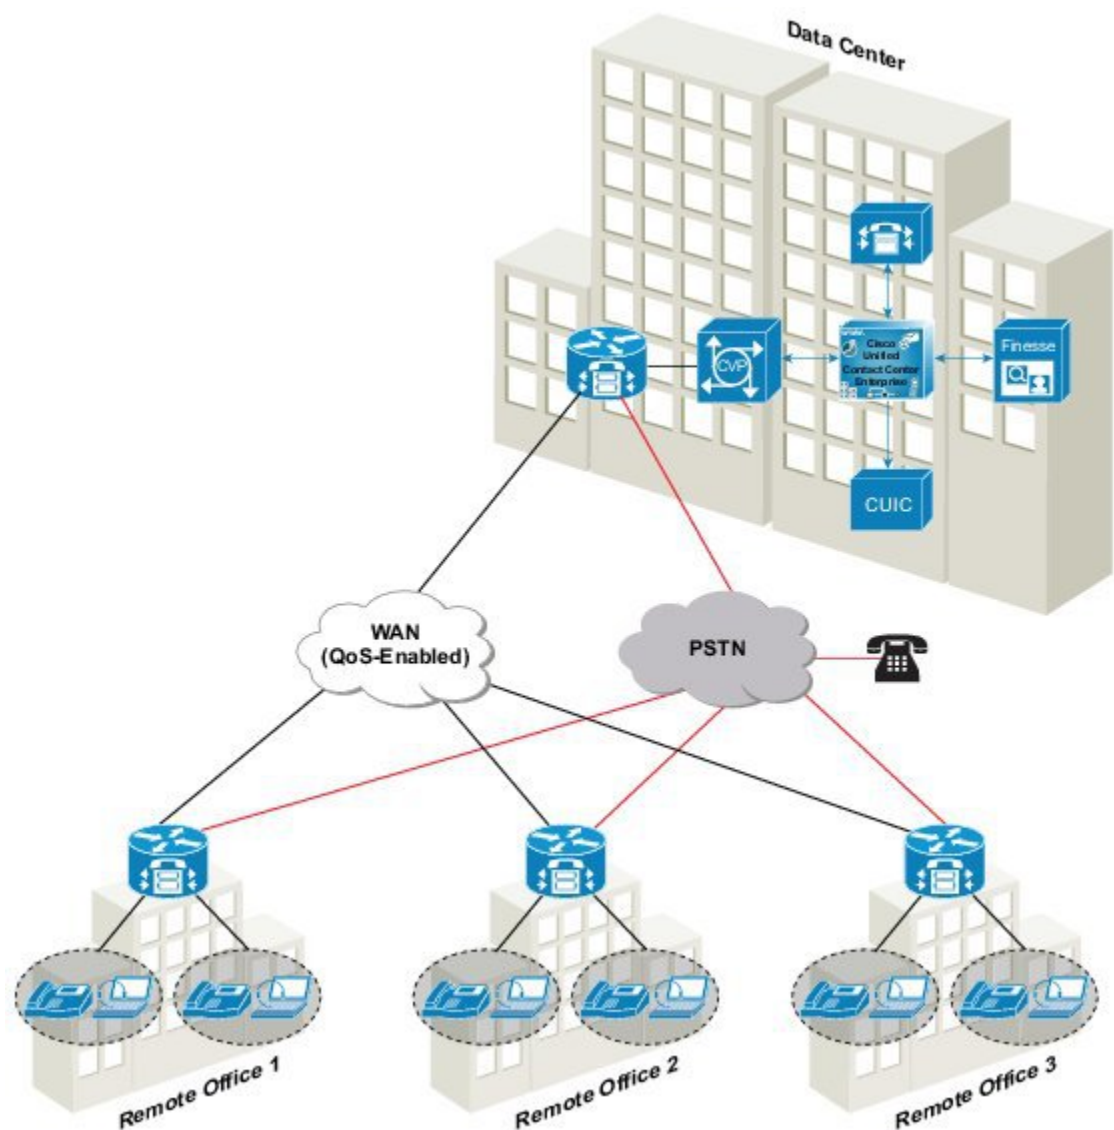 Data Center
CVP
Cisco
Unified
Contact Center
Enterprise
Finesse
CUIC
WAN
(QoS-Enabled)
PSTN
Remote Office 1
Remote Office 2
Remote Office 3